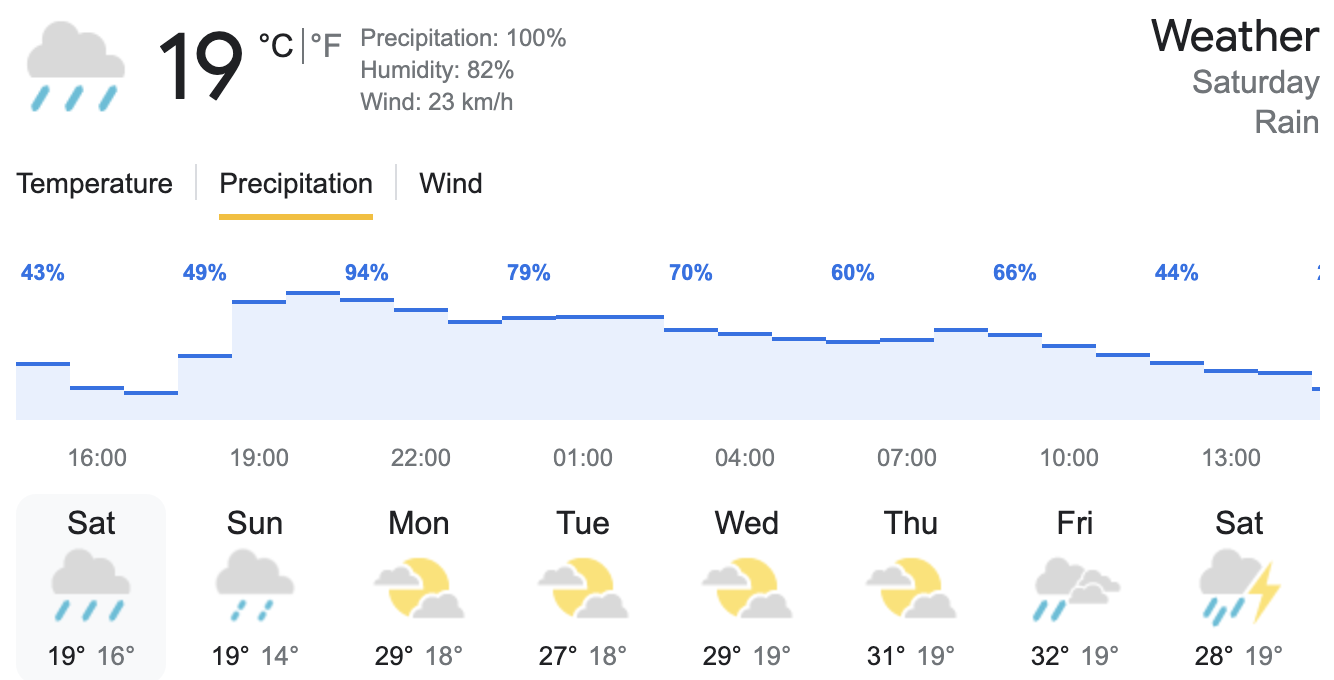 19 °C|°F
Precipitation: 100%
Humidity: 82%
Wind: 23 km/h
Weather
Saturday
Rain
Temperature Precipitation Wind
43% 49% 94% 79% 70% 60% 66% 44%
16:00 19:00 22:00 01:00 04:00 07:00 10:00 13:00
Sat Sun Mon Tue Wed Thu Fri Sat
19° 16° 19° 14° 29° 18° 27° 18° 29° 19° 31° 19° 32° 19° 28° 19°